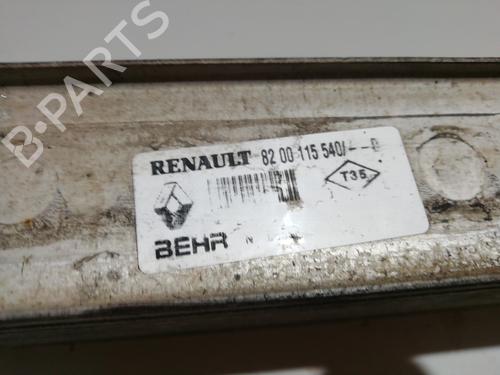 B-PARTS
RENAULT 82 00 115 540/--B
T35
BEHR N